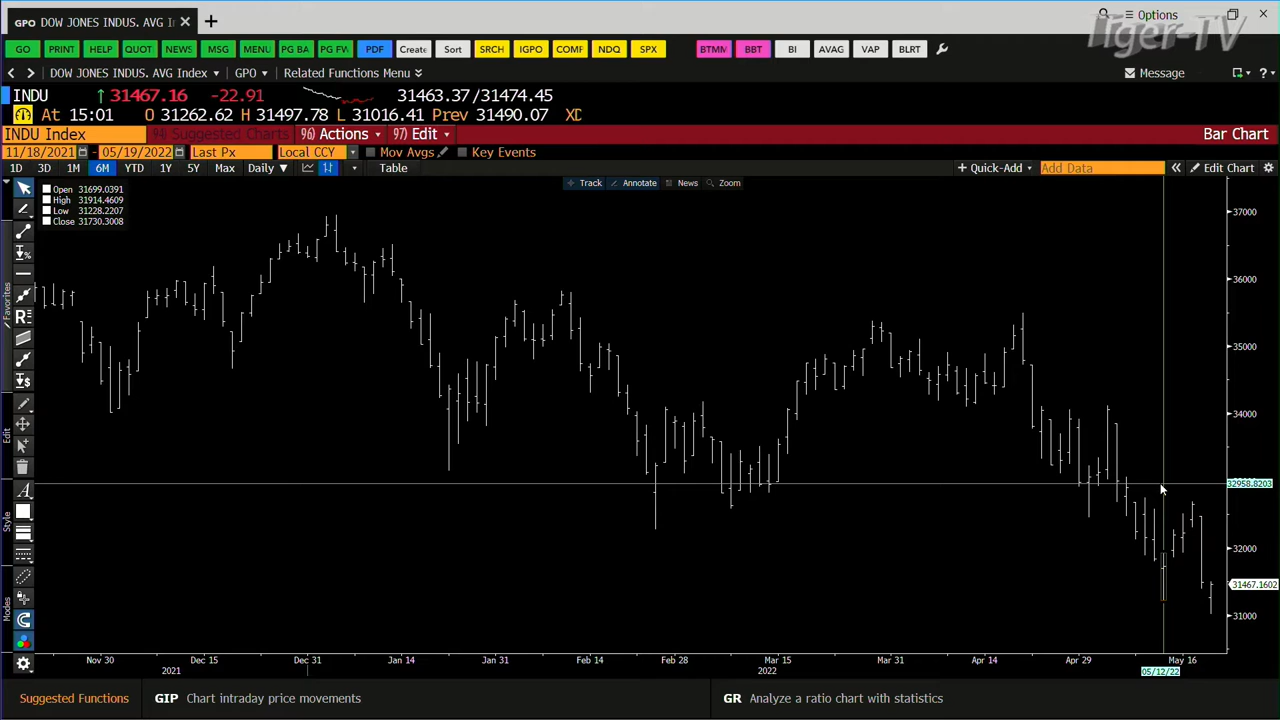 GPO DOW JONES INDUS. AVG I
Options
Tiger-TV
GO PRINT HELP QUOT NEWS MSG MENU PG BA PG FW PDF Create Sort SRCH IGPO COMF NDQ SPX BTMM BBT BI AVAG VAP BLRT
DOW JONES INDUS. AVG Index GPO Related Functions Menu Message
INDU 31467.16 -22.91 31463.37/31474.45
At 15:01 O 31262.62 H 31497.78 L 31016.41 Prev 31490.07 XD
INDU Index 94) Suggested Charts 96) Actions 97) Edit Bar Chart
11/18/2021 - 05/19/2022 Last Px Local CCY Mov Avgs Key Events
1D 3D 1M 6M YTD 1Y 5Y Max Daily Table + Quick-Add Add Data Edit Chart
Track Annotate News Zoom
Open 31699.0391
High 31914.4609
Low 31228.2207
Close 31730.3008
37000
36000
35000
34000
32958.8203
32000
31467.1602
31000
Favorites
Edit
Style
Modes
Nov 30 Dec 15 Dec 31 Jan 14 Jan 31 Feb 14 Feb 28 Mar 15 Mar 31 Apr 14 Apr 29 May 16
2021 2022 05/12/22
Suggested Functions GIP Chart intraday price movements GR Analyze a ratio chart with statistics